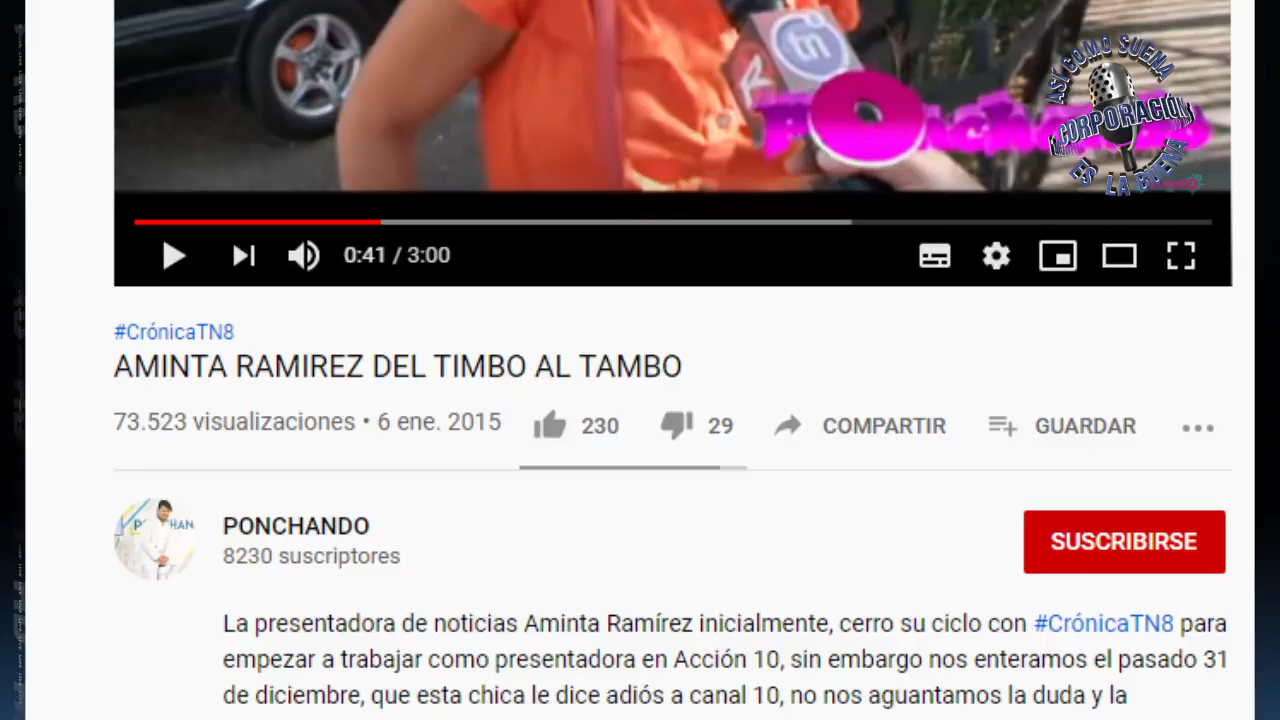 Ponchando
ASÍ COMO SUENA
CORPORACIÓN
ES LA BUENA
0:41 / 3:00
#CrónicaTN8
AMINTA RAMIREZ DEL TIMBO AL TAMBO
73.523 visualizaciones • 6 ene. 2015 230 29 COMPARTIR GUARDAR
PONCHANDO
8230 suscriptores
SUSCRIBIRSE
La presentadora de noticias Aminta Ramírez inicialmente, cerro su ciclo con #CrónicaTN8 para
empezar a trabajar como presentadora en Acción 10, sin embargo nos enteramos el pasado 31
de diciembre, que esta chica le dice adiós a canal 10, no nos aguantamos la duda y la